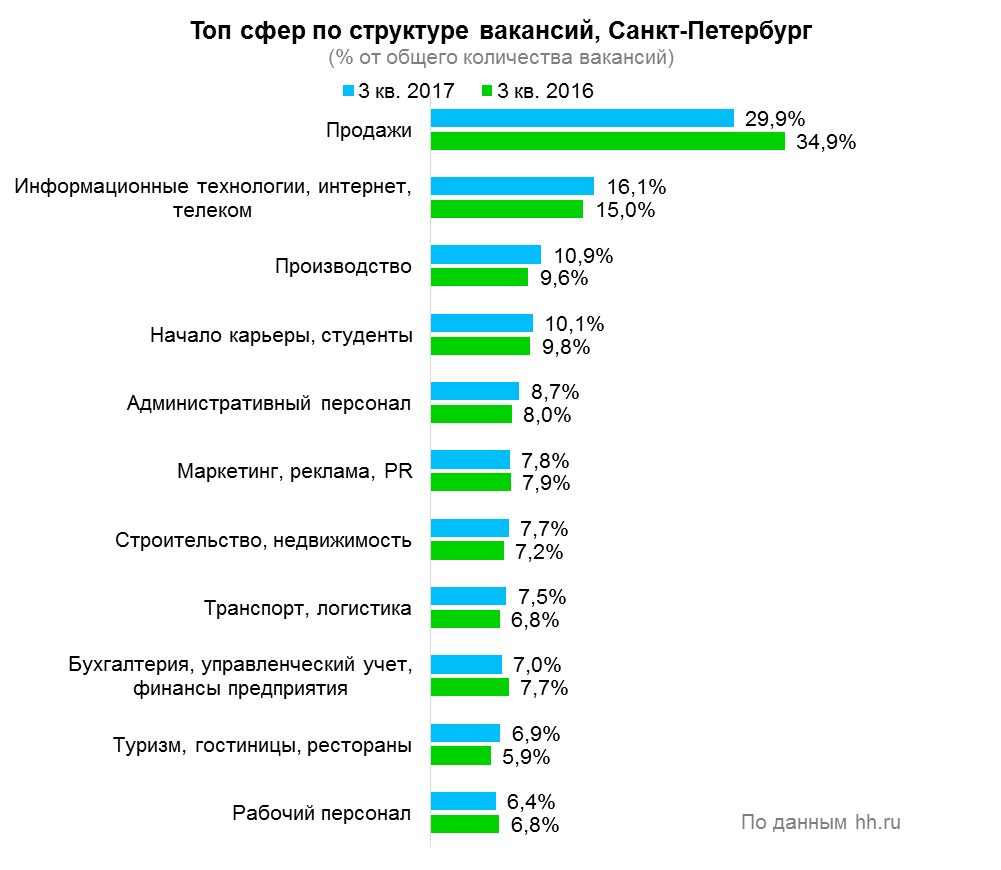 Топ сфер по структуре вакансий, Санкт-Петербург
(% от общего количества вакансий)
3 кв. 2017 3 кв. 2016
Продажи
29,9%
34,9%
Информационные технологии, интернет,
телеком
16,1%
15,0%
Производство
10,9%
9,6%
Начало карьеры, студенты
10,1%
9,8%
Административный персонал
8,7%
8,0%
Маркетинг, реклама, PR
7,8%
7,9%
Строительство, недвижимость
7,7%
7,2%
Транспорт, логистика
7,5%
6,8%
Бухгалтерия, управленческий учет,
финансы предприятия
7,0%
7,7%
Туризм, гостиницы, рестораны
6,9%
5,9%
Рабочий персонал
6,4%
6,8%
По данным hh.ru